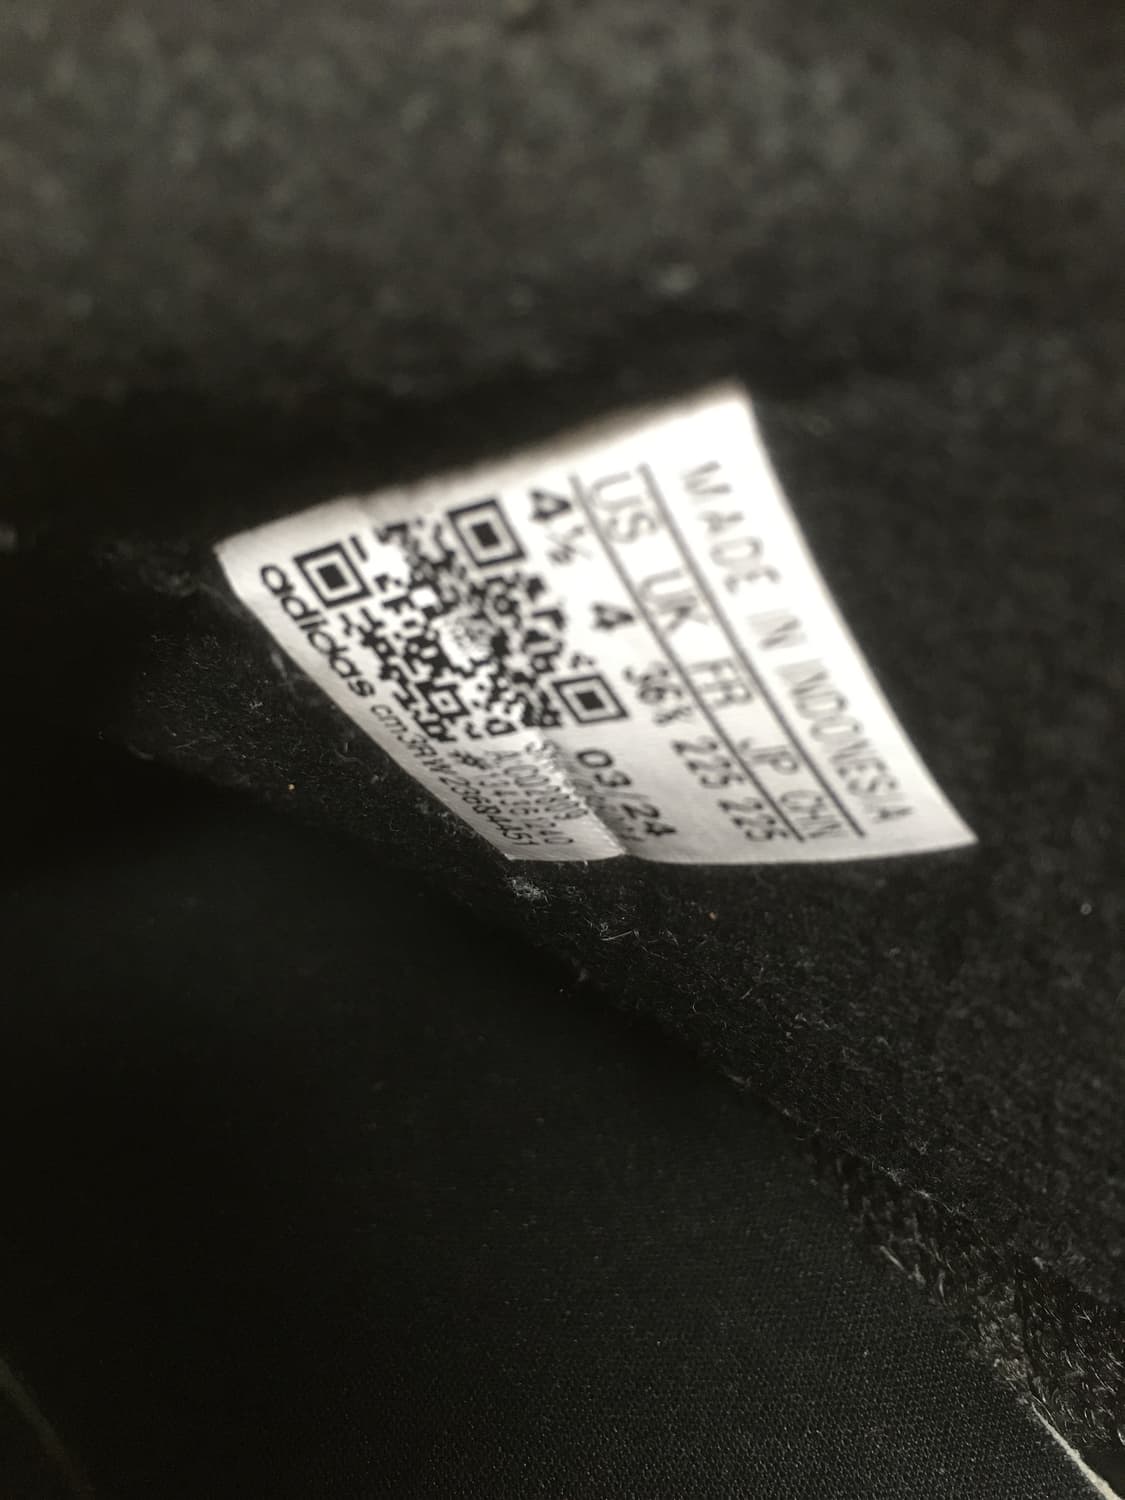 MADE IN INDONESIA
US UK FR JP CHN
4½ 4 36⅔ 225 225
03/24
adidas